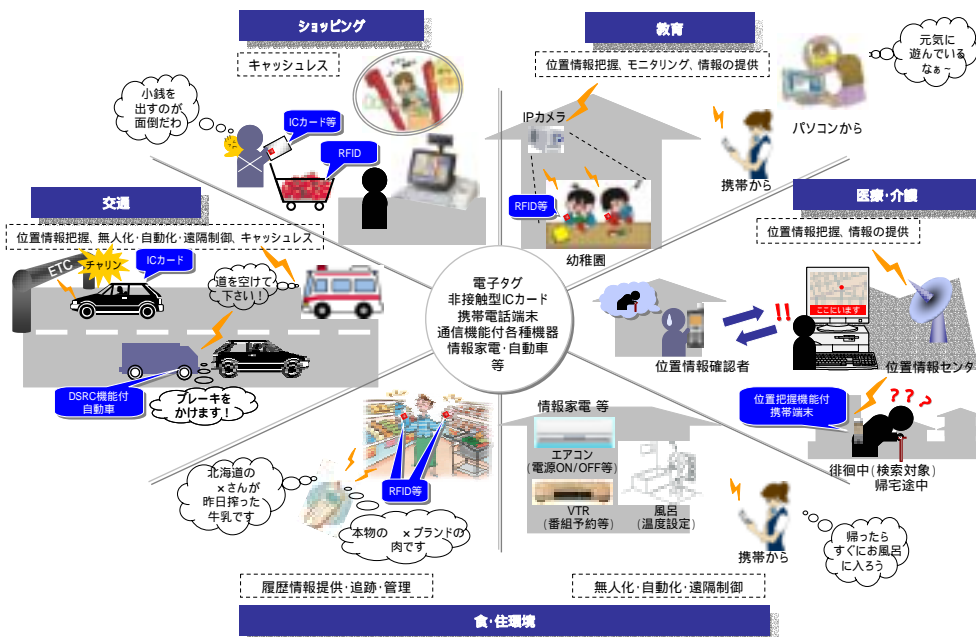 ショッピング
キャッシュレス
小銭を
出すのが
面倒だわ
ICカード等
RFID
教育
位置情報把握、モニタリング、情報の提供
IPカメラ
RFID等
幼稚園
携帯から
パソコンから
元気に
遊んでいる
なぁ~
交通
位置情報把握、無人化・自動化・遠隔制御、キャッシュレス
ETC
チャリン
ICカード
道を空けて
下さい!
DSRC機能付
自動車
ブレーキを
かけます!
電子タグ
非接触型ICカード
携帯電話端末
通信機能付各種機器
情報家電・自動車
等
医療・介護
位置情報把握、情報の提供
ここにいます
!!
位置情報確認者
位置情報センタ
位置把握機能付
携帯端末
???
徘徊中(検索対象)
帰宅途中
北海道の
×さんが
昨日搾った
牛乳です
RFID等
本物の ×ブランドの
肉です
履歴情報提供・追跡・管理
情報家電 等
エアコン
(電源ON/OFF等)
VTR
(番組予約等)
風呂
(温度設定)
携帯から
帰ったら
すぐにお風呂
に入ろう
無人化・自動化・遠隔制御
食・住環境